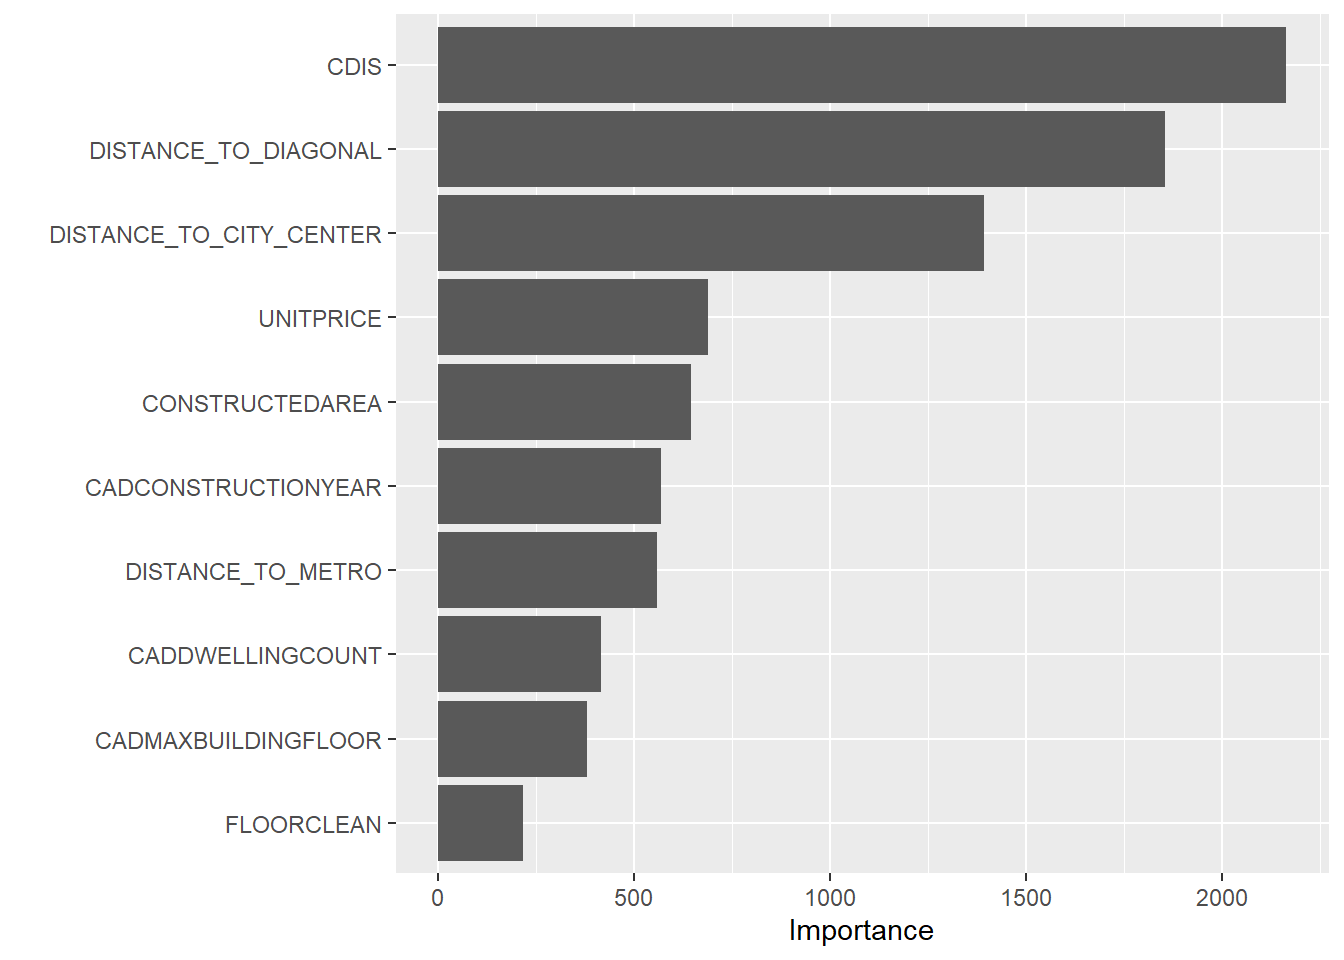 CDIS
DISTANCE_TO_DIAGONAL
DISTANCE_TO_CITY_CENTER
UNITPRICE
CONSTRUCTEDAREA
CADCONSTRUCTIONYEAR
DISTANCE_TO_METRO
CADDWELLINGCOUNT
CADMAXBUILDINGFLOOR
FLOORCLEAN
0 500 1000 1500 2000
Importance